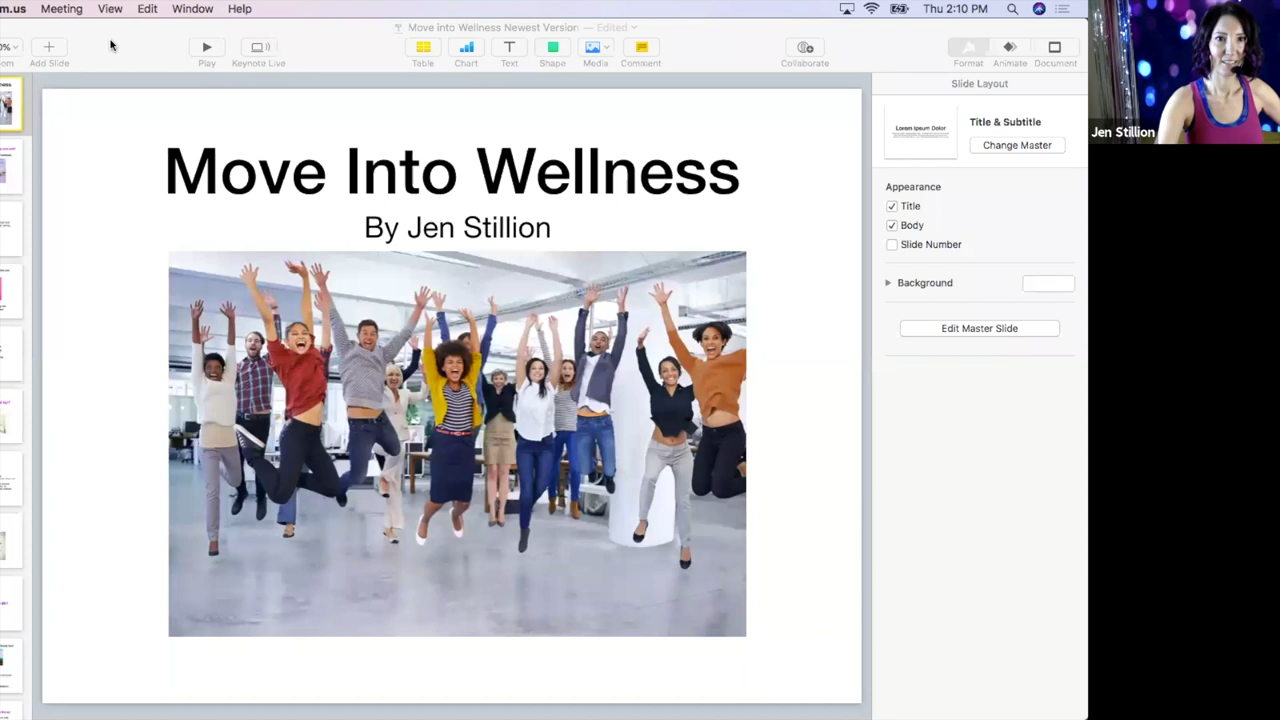 m.us Meeting View Edit Window Help Thu 2:10 PM
Move into Wellness Newest Version — Edited
Add Slide Play Keynote Live Table Chart Text Shape Media Comment Collaborate Format Animate Document
Slide Layout
Lorem Ipsum Dolor
Title & Subtitle
Change Master
Appearance
Title
Body
Slide Number
Background
Edit Master Slide
Move Into Wellness
By Jen Stillion
Jen Stillion